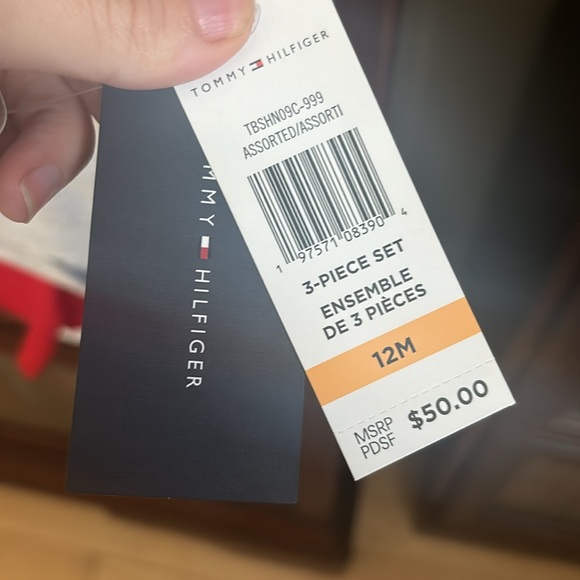 TOMMY HILFIGER
TBSHN09C-999
ASSORTED/ASSORTI
1 97571 08390 4
3-PIECE SET
ENSEMBLE
DE 3 PIÈCES
12M
MSRP
PDSF
$50.00
MMY HILFIGER